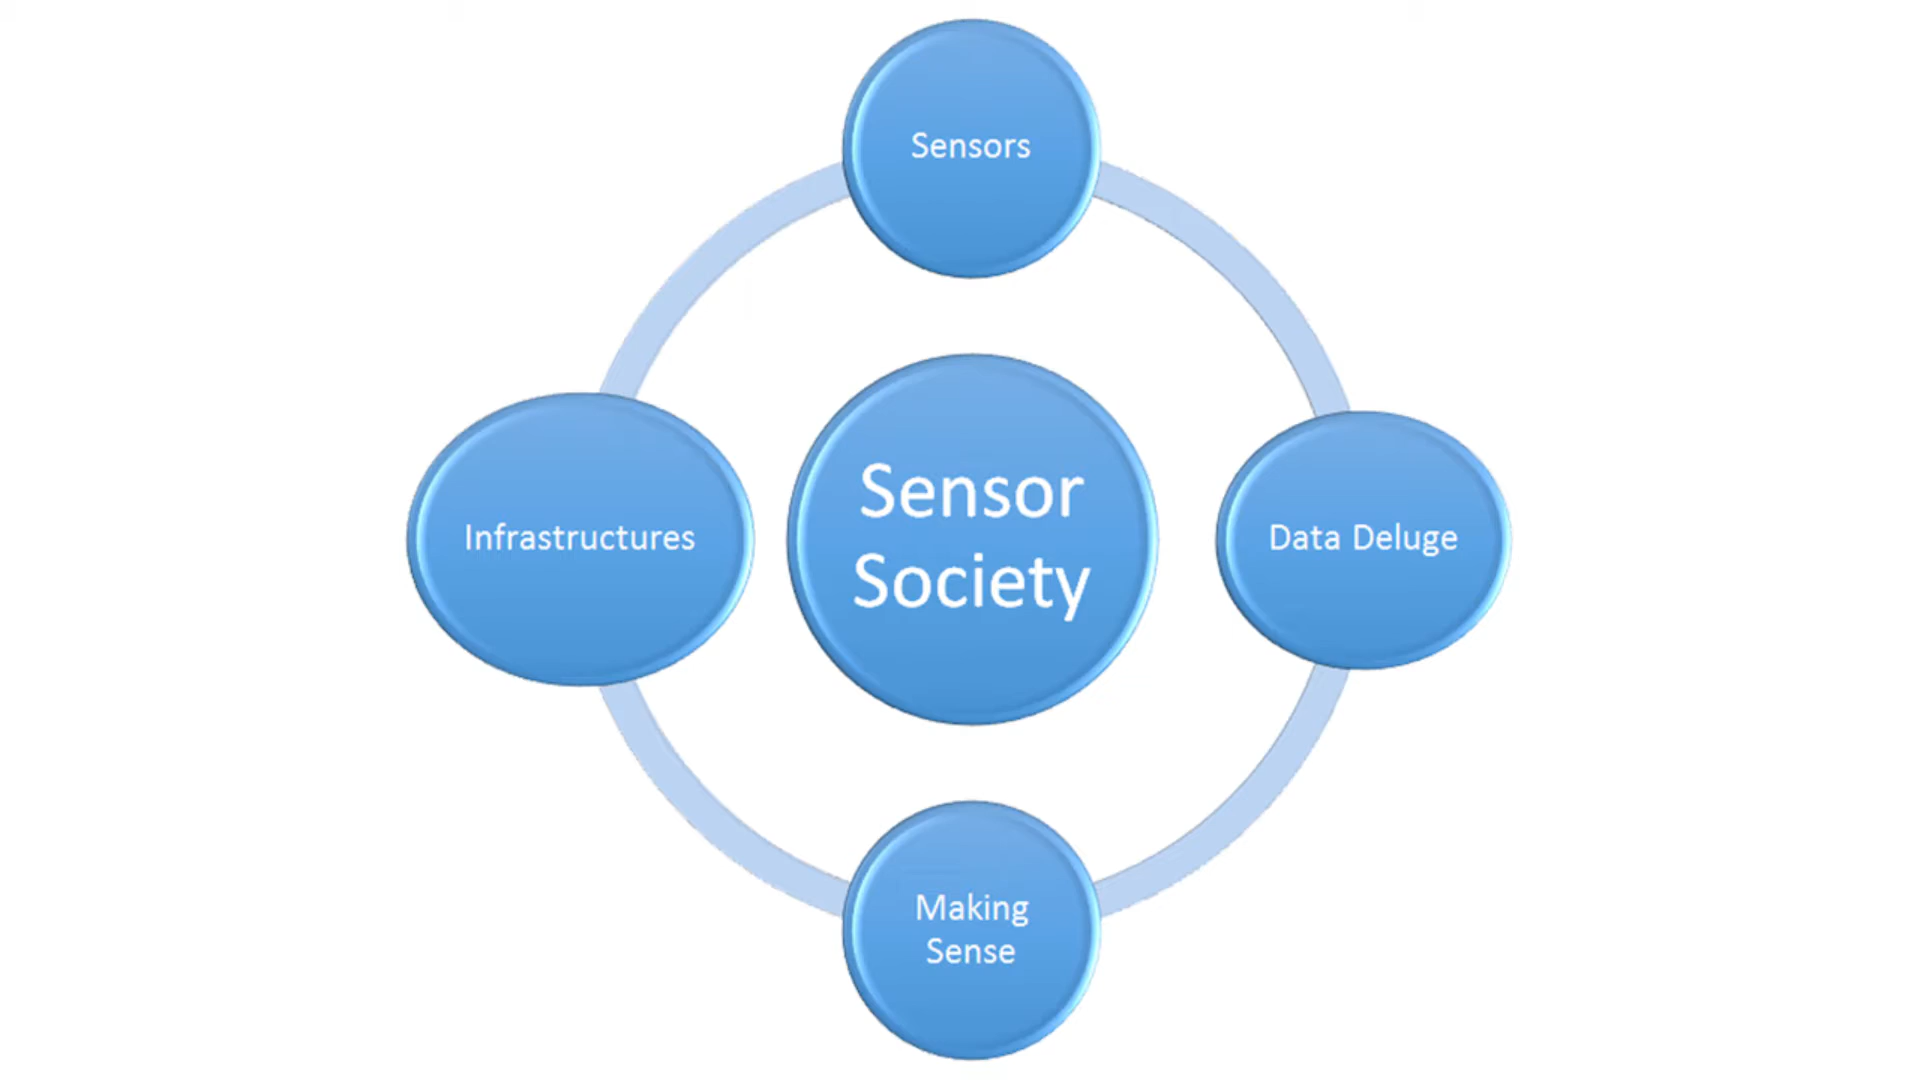 Sensors
Infrastructures
Sensor
Society
Data Deluge
Making
Sense